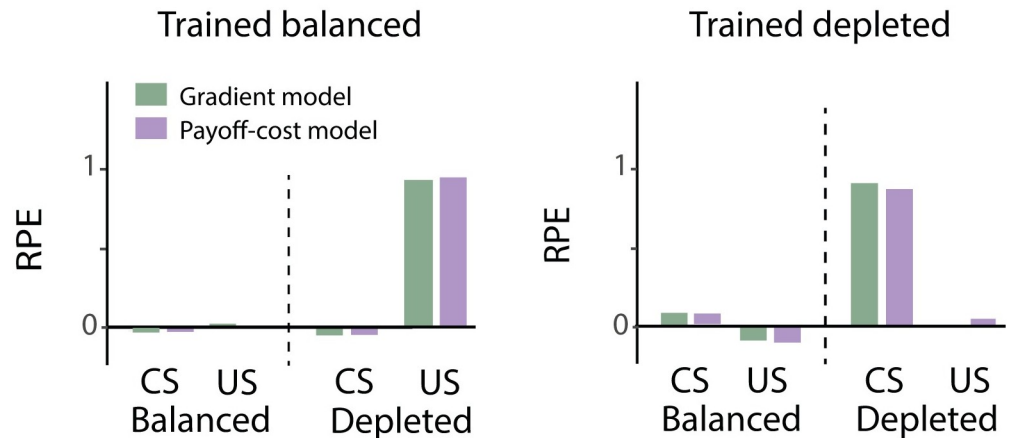 Trained balanced
Gradient model
Payoff-cost model
1
RPE
0
CS US CS US
Balanced Depleted
Trained depleted
1
RPE
0
CS US CS US
Balanced Depleted